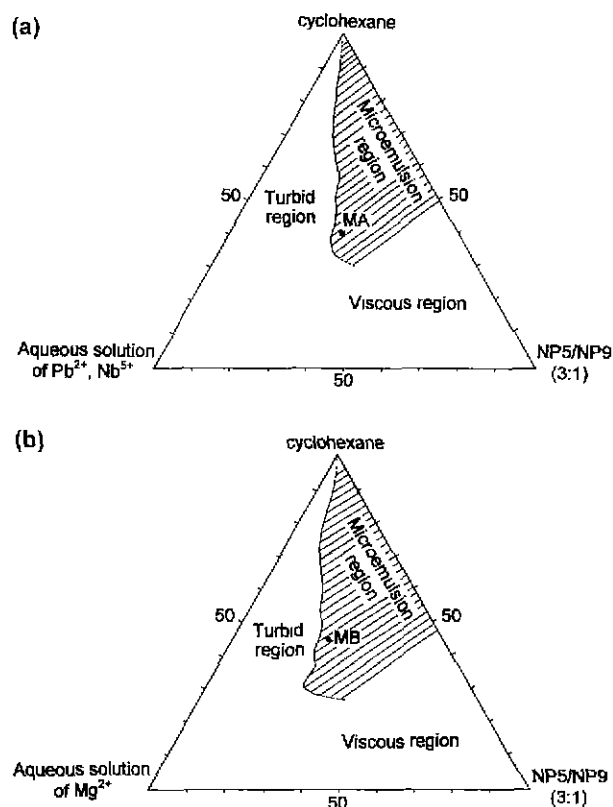 (a)
cyclohexane
Microemulsion
region
50
50
Turbid
region
MA
Viscous region
Aqueous solution
of Pb²⁺, Nb⁵⁺
NP5/NP9
(3:1)
50
(b)
cyclohexane
Microemulsion
region
50
50
Turbid
region
MB
Viscous region
Aqueous solution
of Mg²⁺
NP5/NP9
(3:1)
50